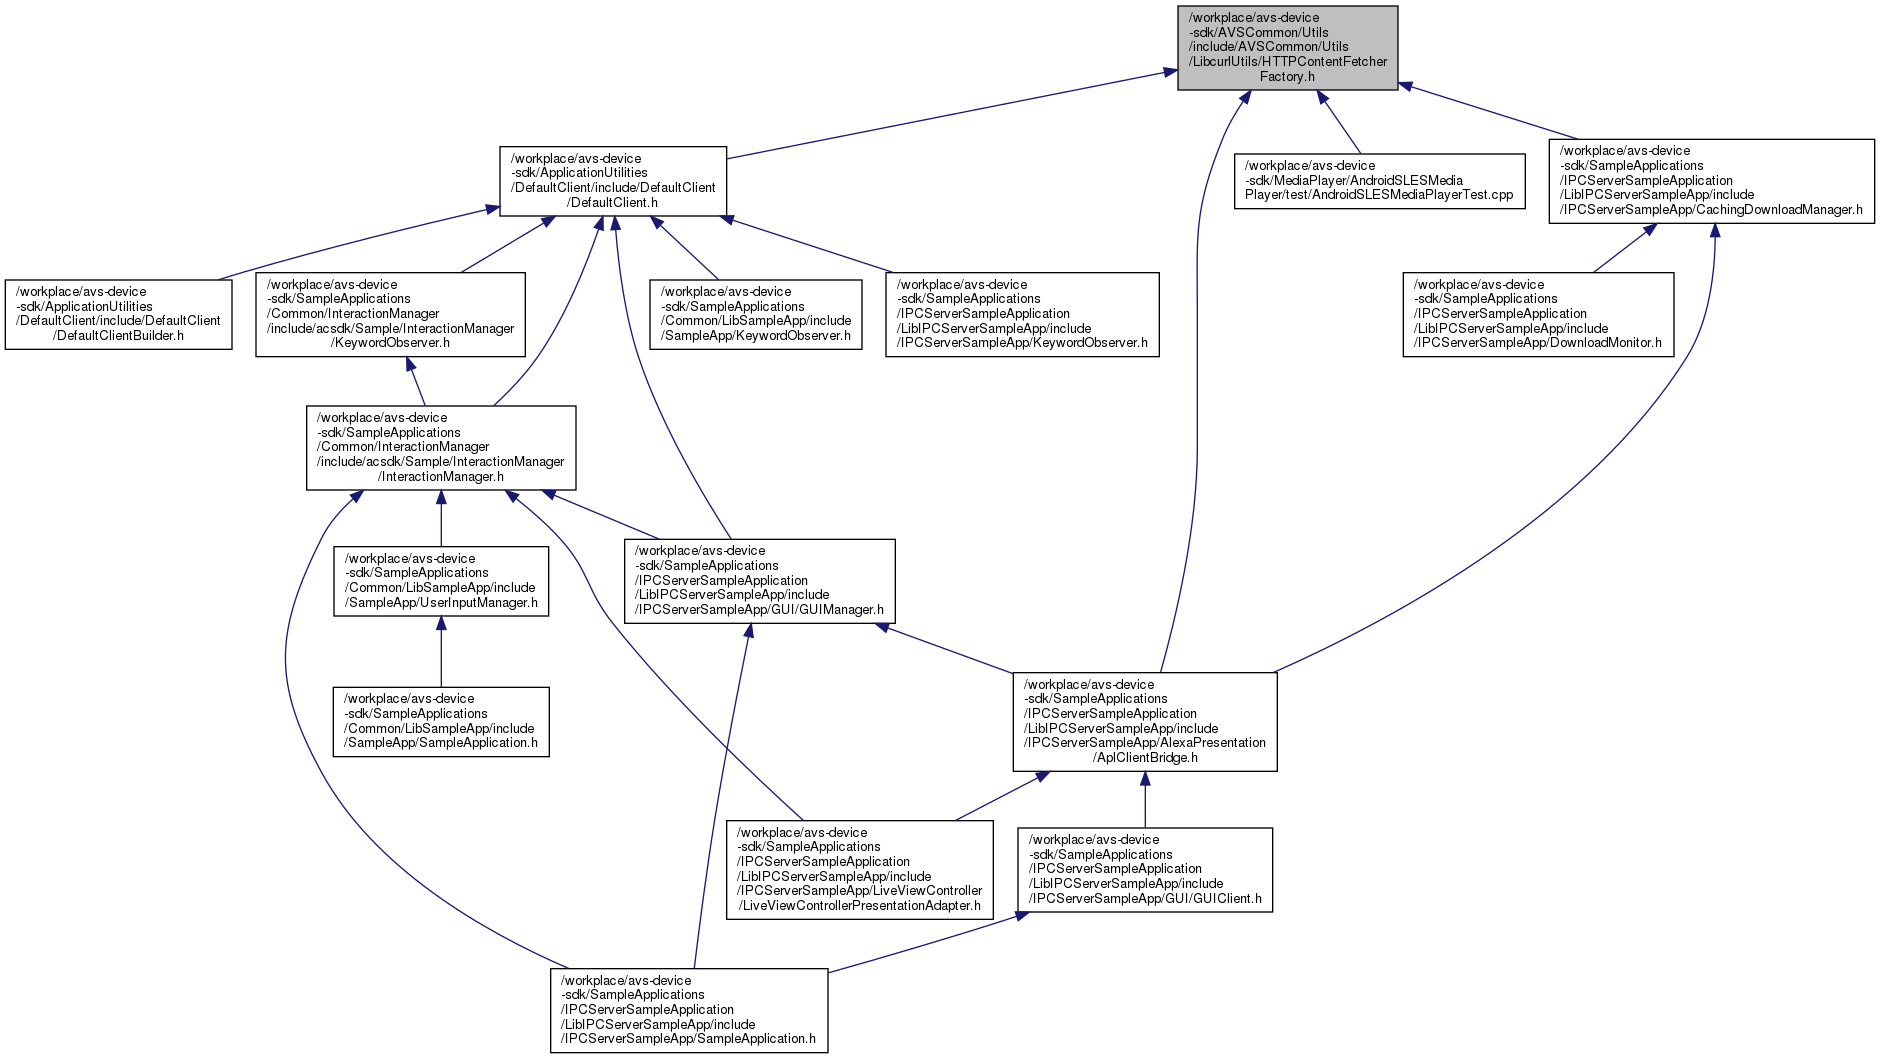 /workplace/avs-device
-sdk/AVSCommon/Utils
/include/AVSCommon/Utils
/LibcurlUtils/HTTPContentFetcher
Factory.h
/workplace/avs-device
-sdk/ApplicationUtilities
/DefaultClient/include/DefaultClient
/DefaultClient.h
/workplace/avs-device
-sdk/MediaPlayer/AndroidSLESMedia
Player/test/AndroidSLESMediaPlayerTest.cpp
/workplace/avs-device
-sdk/SampleApplications
/IPCServerSampleApplication
/LibIPCServerSampleApp/include
/IPCServerSampleApp/CachingDownloadManager.h
/workplace/avs-device
-sdk/ApplicationUtilities
/DefaultClient/include/DefaultClient
/DefaultClientBuilder.h
/workplace/avs-device
-sdk/SampleApplications
/Common/InteractionManager
/include/acsdk/Sample/InteractionManager
/KeywordObserver.h
/workplace/avs-device
-sdk/SampleApplications
/Common/LibSampleApp/include
/SampleApp/KeywordObserver.h
/workplace/avs-device
-sdk/SampleApplications
/IPCServerSampleApplication
/LibIPCServerSampleApp/include
/IPCServerSampleApp/KeywordObserver.h
/workplace/avs-device
-sdk/SampleApplications
/IPCServerSampleApplication
/LibIPCServerSampleApp/include
/IPCServerSampleApp/DownloadMonitor.h
/workplace/avs-device
-sdk/SampleApplications
/Common/InteractionManager
/include/acsdk/Sample/InteractionManager
/InteractionManager.h
/workplace/avs-device
-sdk/SampleApplications
/Common/LibSampleApp/include
/SampleApp/UserInputManager.h
/workplace/avs-device
-sdk/SampleApplications
/IPCServerSampleApplication
/LibIPCServerSampleApp/include
/IPCServerSampleApp/GUI/GUIManager.h
/workplace/avs-device
-sdk/SampleApplications
/Common/LibSampleApp/include
/SampleApp/SampleApplication.h
/workplace/avs-device
-sdk/SampleApplications
/IPCServerSampleApplication
/LibIPCServerSampleApp/include
/IPCServerSampleApp/AlexaPresentation
/AplClientBridge.h
/workplace/avs-device
-sdk/SampleApplications
/IPCServerSampleApplication
/LibIPCServerSampleApp/include
/IPCServerSampleApp/LiveViewController
/LiveViewControllerPresentationAdapter.h
/workplace/avs-device
-sdk/SampleApplications
/IPCServerSampleApplication
/LibIPCServerSampleApp/include
/IPCServerSampleApp/GUI/GUIClient.h
/workplace/avs-device
-sdk/SampleApplications
/IPCServerSampleApplication
/LibIPCServerSampleApp/include
/IPCServerSampleApp/SampleApplication.h